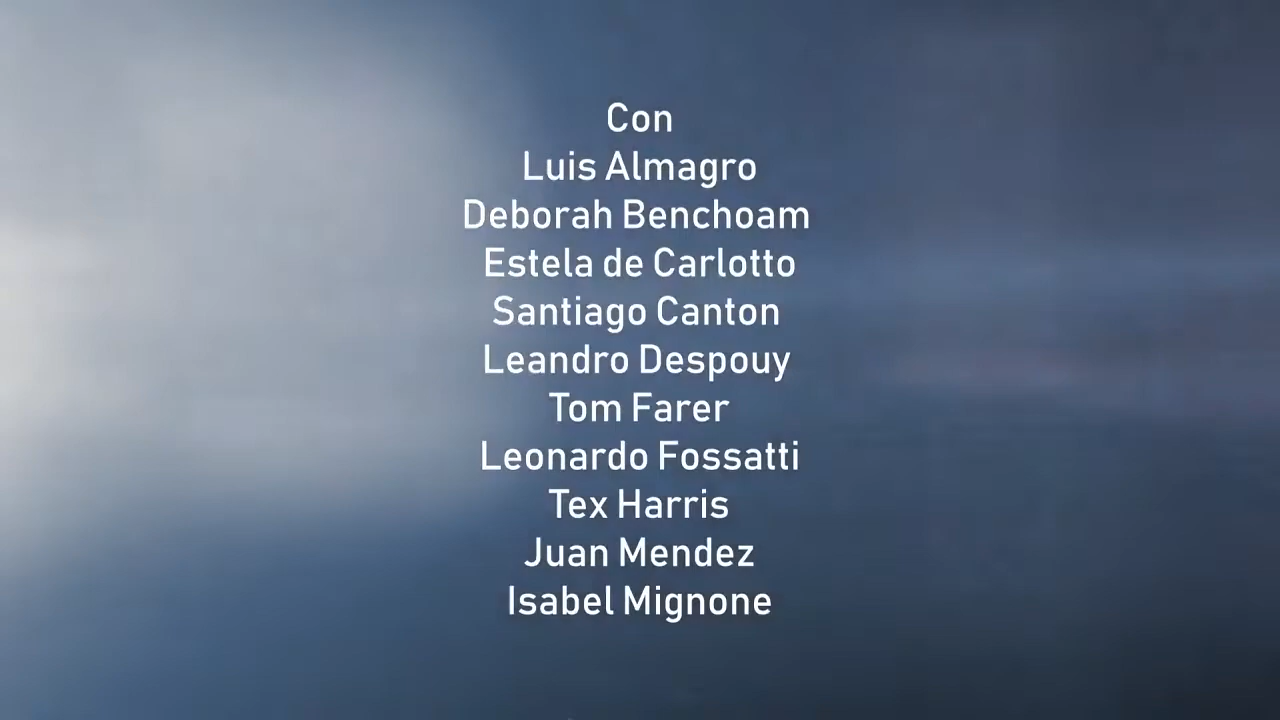 Con
Luis Almagro
Deborah Benchoam
Estela de Carlotto
Santiago Canton
Leandro Despouy
Tom Farer
Leonardo Fossatti
Tex Harris
Juan Mendez
Isabel Mignone